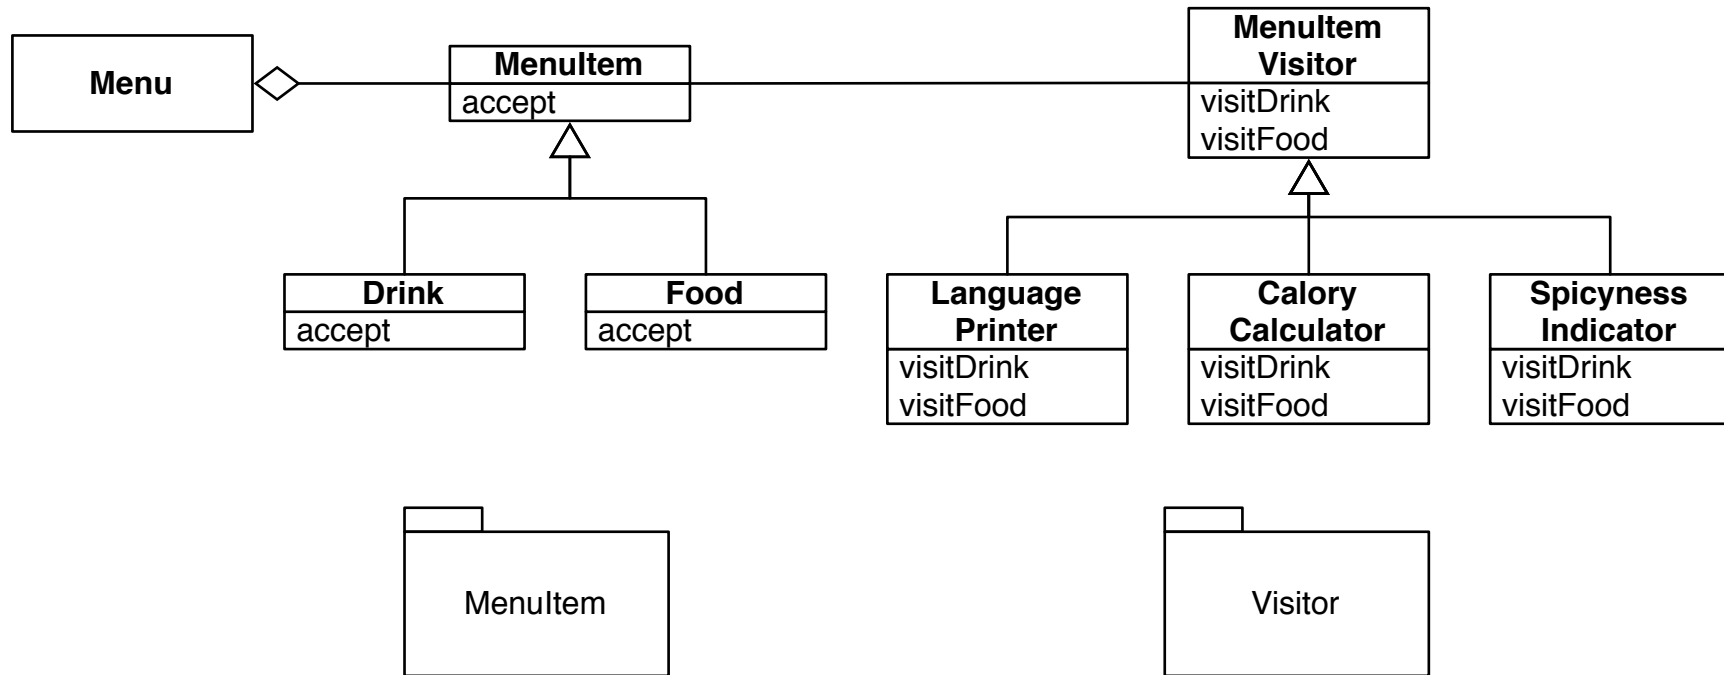 Menu
MenuItem
accept
MenuItem
Visitor
visitDrink
visitFood
Drink
accept
Food
accept
Language
Printer
visitDrink
visitFood
Calory
Calculator
visitDrink
visitFood
Spicyness
Indicator
visitDrink
visitFood
MenuItem
Visitor